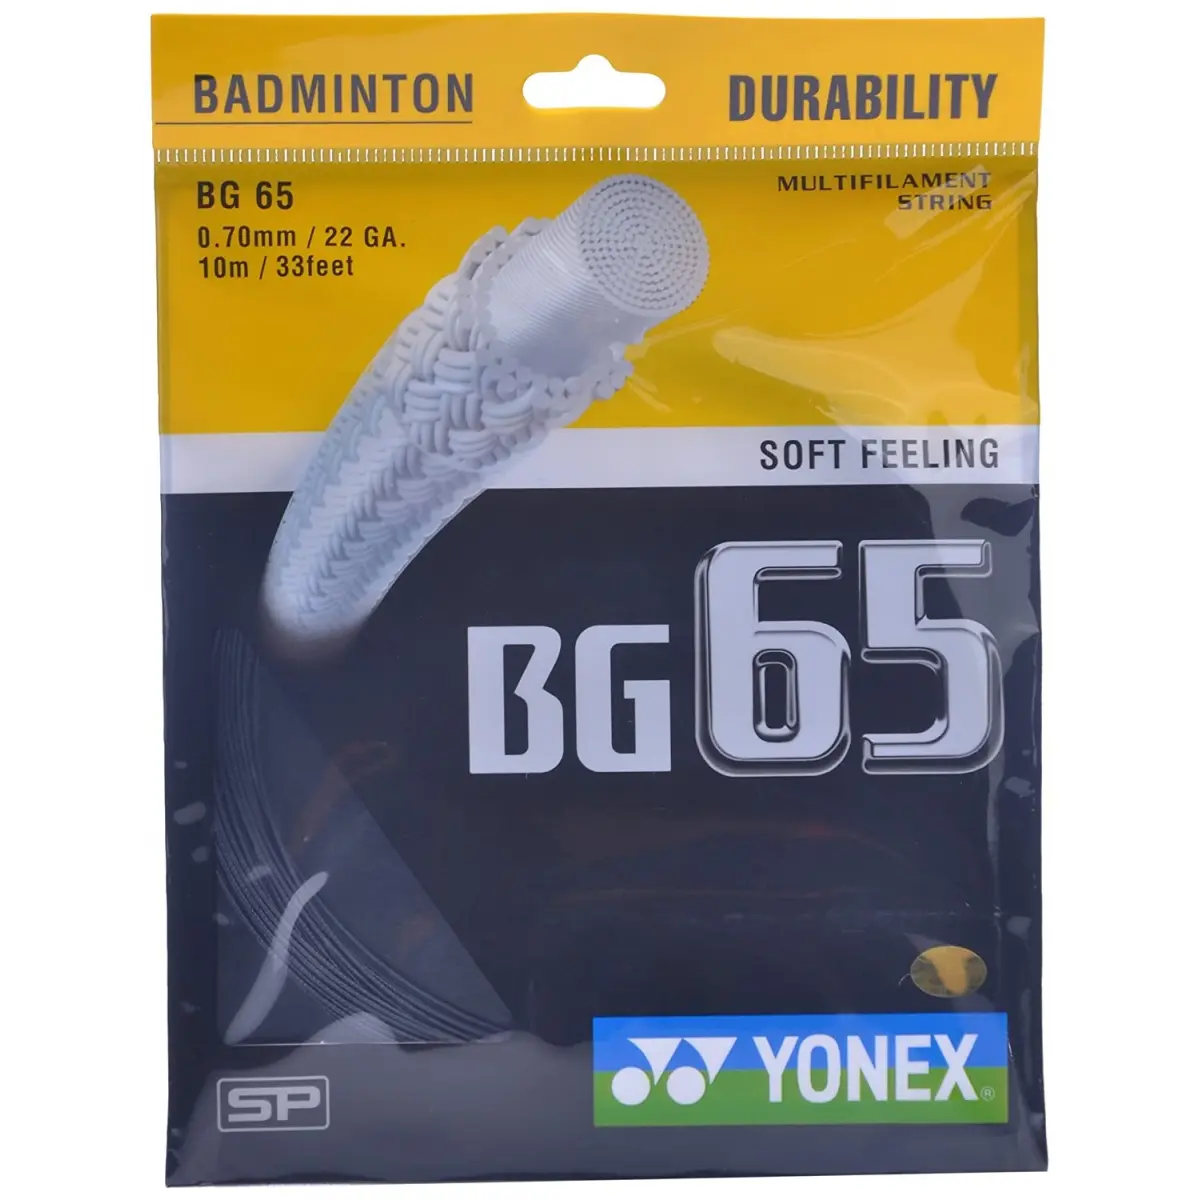 BADMINTON
DURABILITY
BG 65
0.70mm / 22 GA.
10m / 33feet
MULTIFILAMENT
STRING
SOFT FEELING
BG65
YONEX®
SP